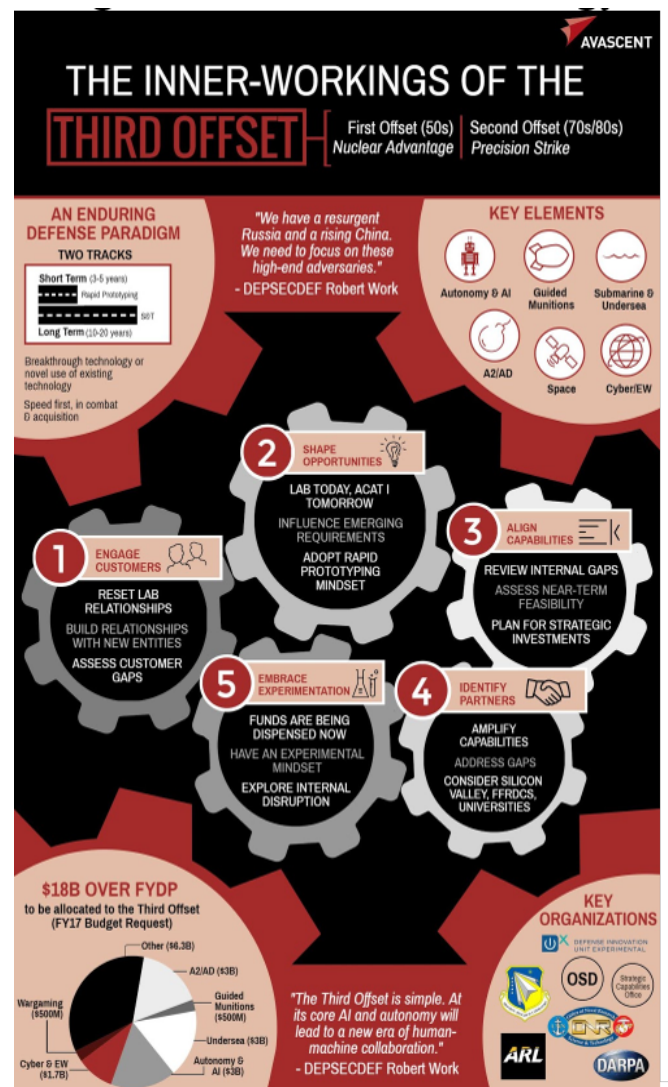 AVASCENT
THE INNER-WORKINGS OF THE
THIRD OFFSET
First Offset (50s)
Nuclear Advantage
Second Offset (70s/80s)
Precision Strike
AN ENDURING
DEFENSE PARADIGM
TWO TRACKS
Short Term (3-5 years)
Rapid Prototyping
S&T
Long Term (10-20 years)
Breakthrough technology or
novel use of existing
technology
Speed first, in combat
& acquisition
"We have a resurgent
Russia and a rising China.
We need to focus on these
high-end adversaries."
- DEPSECDEF Robert Work
KEY ELEMENTS
Autonomy & AI
Guided
Munitions
Submarine &
Undersea
A2/AD
Space
Cyber/EW
1
ENGAGE
CUSTOMERS
RESET LAB
RELATIONSHIPS
BUILD RELATIONSHIPS
WITH NEW ENTITIES
ASSESS CUSTOMER
GAPS
2
SHAPE
OPPORTUNITIES
LAB TODAY, ACAT I
TOMORROW
INFLUENCE EMERGING
REQUIREMENTS
ADOPT RAPID
PROTOTYPING
MINDSET
3
ALIGN
CAPABILITIES
REVIEW INTERNAL GAPS
ASSESS NEAR-TERM
FEASIBILITY
PLAN FOR STRATEGIC
INVESTMENTS
4
IDENTIFY
PARTNERS
AMPLIFY
CAPABILITIES
ADDRESS GAPS
CONSIDER SILICON
VALLEY, FFRDCS,
UNIVERSITIES
5
EMBRACE
EXPERIMENTATION
FUNDS ARE BEING
DISPENSED NOW
HAVE AN EXPERIMENTAL
MINDSET
EXPLORE INTERNAL
DISRUPTION
$18B OVER FYDP
to be allocated to the Third Offset
(FY17 Budget Request)
Other ($6.3B)
A2/AD ($3B)
Guided
Munitions
($500M)
Undersea ($3B)
Autonomy &
AI ($3B)
Cyber & EW
($1.7B)
Wargaming
($500M)
"The Third Offset is simple. At
its core AI and autonomy will
lead to a new era of human-
machine collaboration."
- DEPSECDEF Robert Work
KEY
ORGANIZATIONS
DEFENSE INNOVATION
UNIT EXPERIMENTAL
OSD
Strategic
Capabilities
Office
ONR
ARL
DARPA